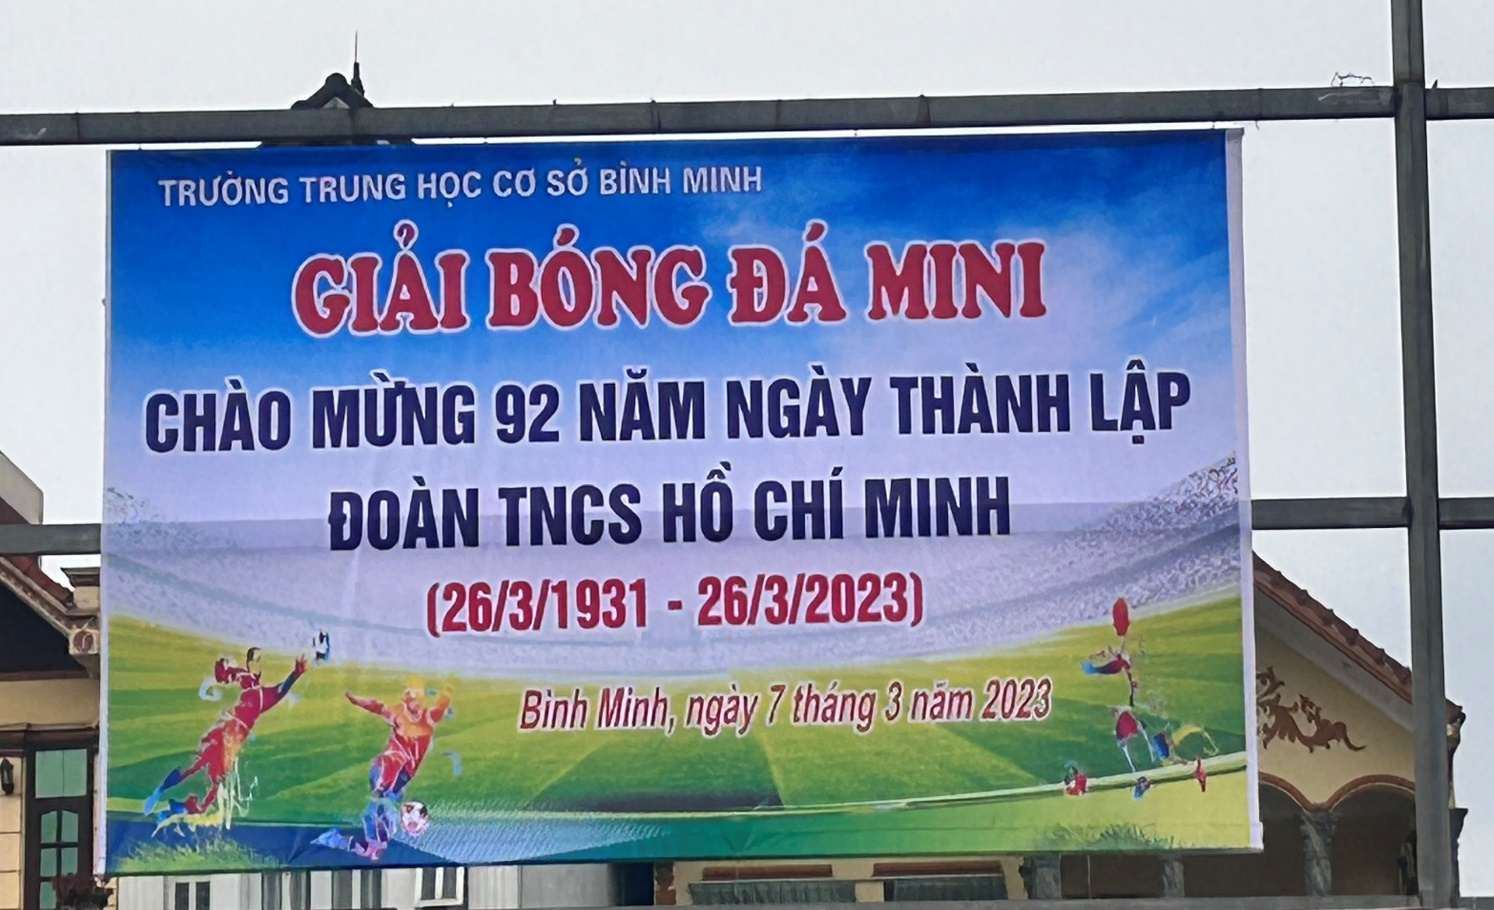 TRƯỜNG TRUNG HỌC CƠ SỞ BÌNH MINH
GIẢI BÓNG ĐÁ MINI
CHÀO MỪNG 92 NĂM NGÀY THÀNH LẬP
ĐOÀN TNCS HỒ CHÍ MINH
(26/3/1931 - 26/3/2023)
Bình Minh, ngày 7 tháng 3 năm 2023